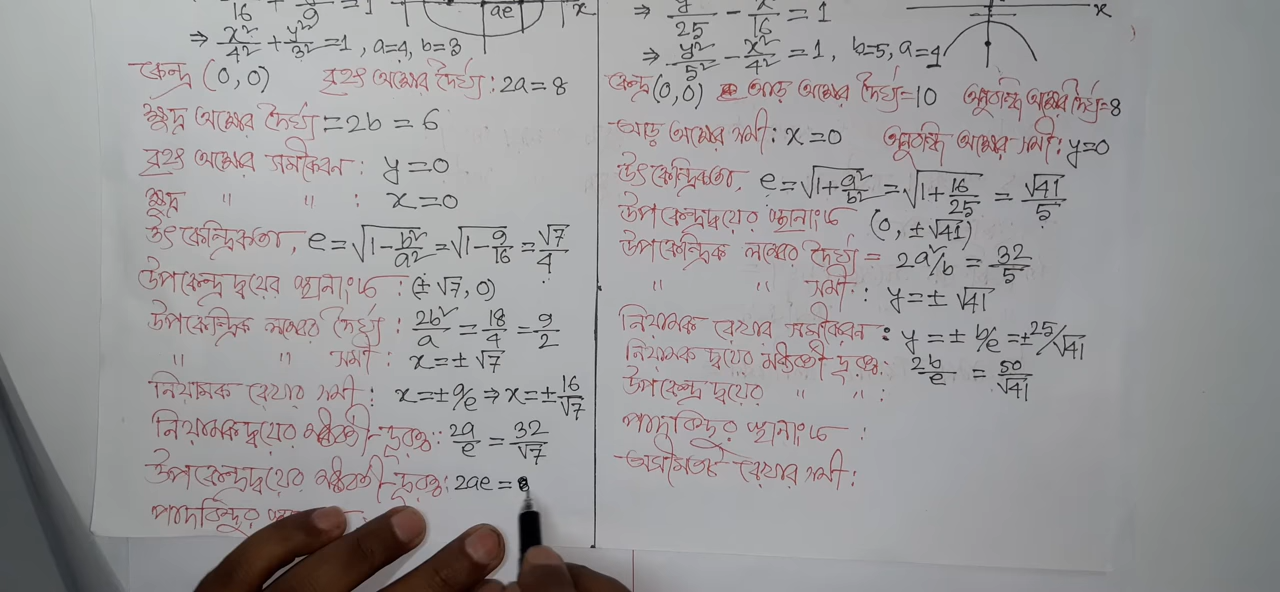 ⇒ x²/4² + y²/3² = 1, a=4, b=3
কেন্দ্র (0, 0) বৃহৎ অক্ষের দৈর্ঘ্য : 2a = 8
ক্ষুদ্র অক্ষের দৈর্ঘ্য = 2b = 6
বৃহৎ অক্ষের সমীকরন : y = 0
ক্ষুদ্র " " : x = 0
উৎকেন্দ্রিকতা, e = √(1 - b²/a²) = √(1 - 9/16) = √7/4
উপকেন্দ্রদ্বয়ের স্থানাংক : (± √7, 0)
উপকেন্দ্রিক লম্বের দৈর্ঘ্য : 2b²/a = 18/4 = 9/2
" " সমী : x = ± √7
নিয়ামক রেখার সমী : x = ± a/e ⇒ x = ± 16/√7
নিয়ামকদ্বয়ের মধ্যবর্তী দূরত্ব : 2a/e = 32/√7
উপকেন্দ্রদ্বয়ের মধ্যবর্তী দূরত্ব : 2ae = 8
পাদবিন্দুর
⇒ y²/25 - x²/16 = 1
⇒ y²/5² - x²/4² = 1, b=5, a=4
কেন্দ্র (0, 0) আড় অক্ষের দৈর্ঘ্য = 10 অনুবন্ধি অক্ষের দৈর্ঘ্য = 8
আড় অক্ষের সমী : x = 0 অনুবন্ধি অক্ষের সমী : y = 0
উৎকেন্দ্রিকতা, e = √(1 + a²/b²) = √(1 + 16/25) = √41/5
উপকেন্দ্রদ্বয়ের স্থানাংক (0, ± √41)
উপকেন্দ্রিক লম্বের দৈর্ঘ্য = 2a²/b = 32/5
" " সমী : y = ± √41
নিয়ামক রেখার সমীকরন : y = ± b/e = ± 25/√41
নিয়ামক দ্বয়ের মধ্যবর্তী দূরত্ব : 2b/e = 50/√41
উপকেন্দ্র দ্বয়ের " " :
পাদবিন্দুর স্থানাংক :
অসীমতট রেখার সমী :
ae
x
x